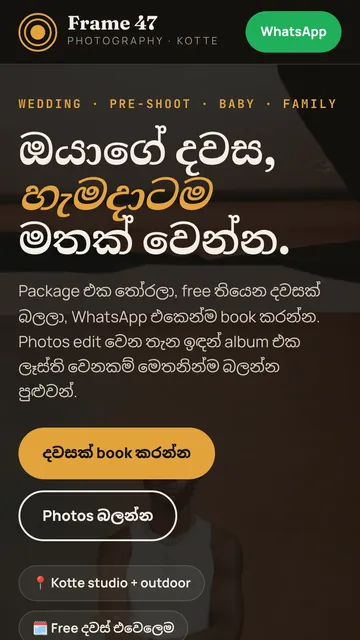 Frame 47
PHOTOGRAPHY · KOTTE
WhatsApp
WEDDING · PRE-SHOOT · BABY · FAMILY
ඔයාගේ දවස,
හැමදාටම
මතක් වෙන්න.
Package එක තෝරලා, free තියෙන දවසක්
බලලා, WhatsApp එකෙන්ම book කරන්න.
Photos edit වෙන තැන ඉඳන් album එක
ලෑස්ති වෙනකම් මෙතනින්ම බලන්න
පුළුවන්.
දවසක් book කරන්න
Photos බලන්න
📍 Kotte studio + outdoor
🗓️ Free දවස් එවෙලෙම